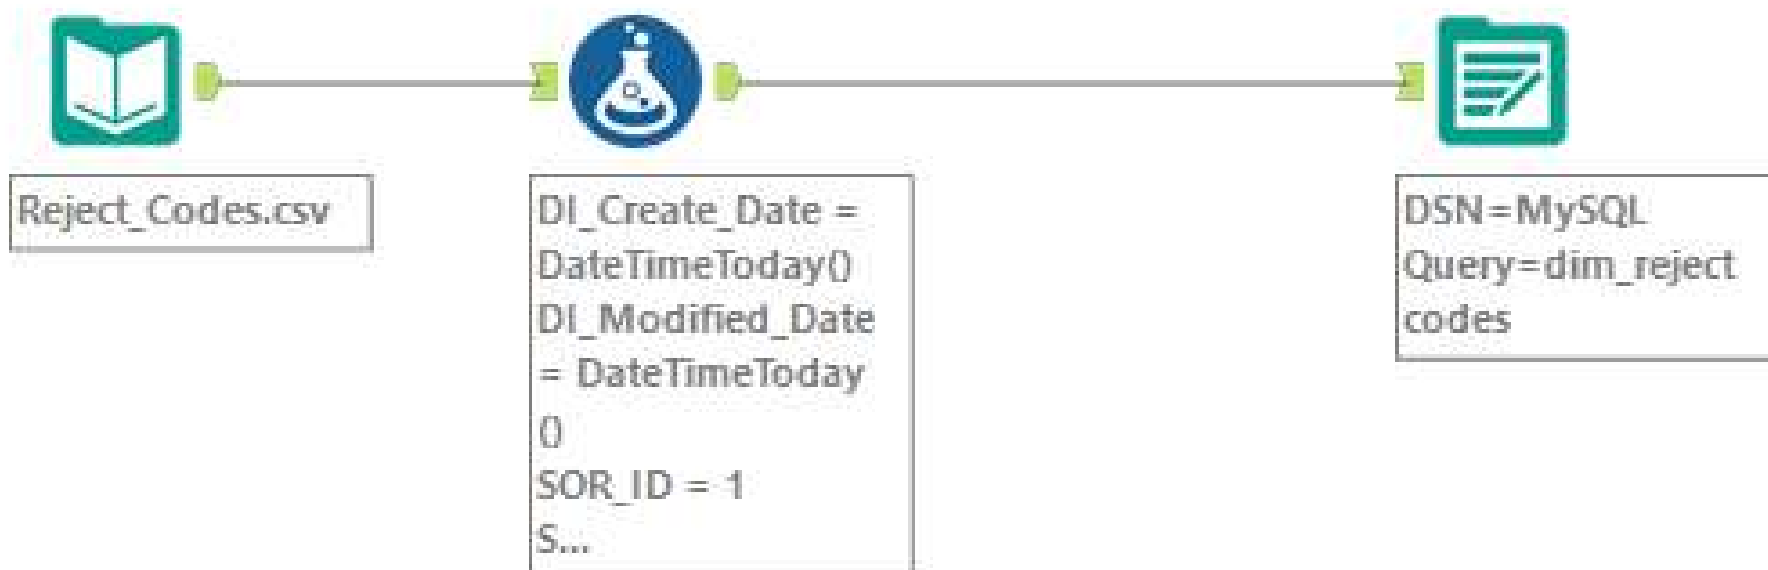 Reject_Codes.csv
DI_Create_Date =
DateTimeToday()
DI_Modified_Date
= DateTimeToday
()
SOR_ID = 1
S...
DSN=MySQL
Query=dim_reject
codes